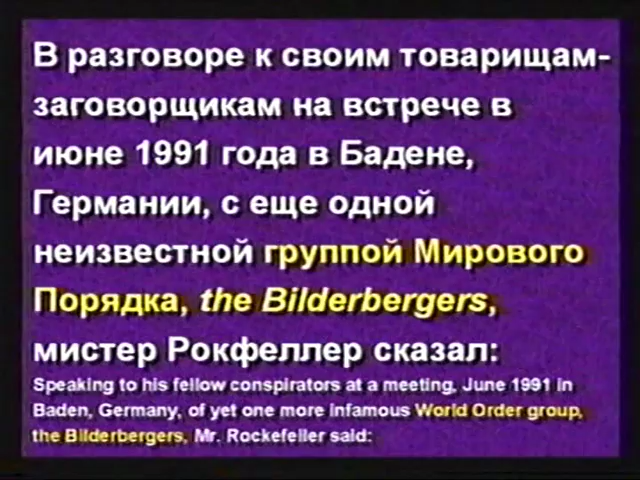 В разговоре к своим товарищам-
заговорщикам на встрече в
июне 1991 года в Бадене,
Германии, с еще одной
неизвестной группой Мирового
Порядка, the Bilderbergers,
мистер Рокфеллер сказал:
Speaking to his fellow conspirators at a meeting, June 1991 in
Baden, Germany, of yet one more infamous World Order group,
the Bilderbergers, Mr. Rockefeller said: